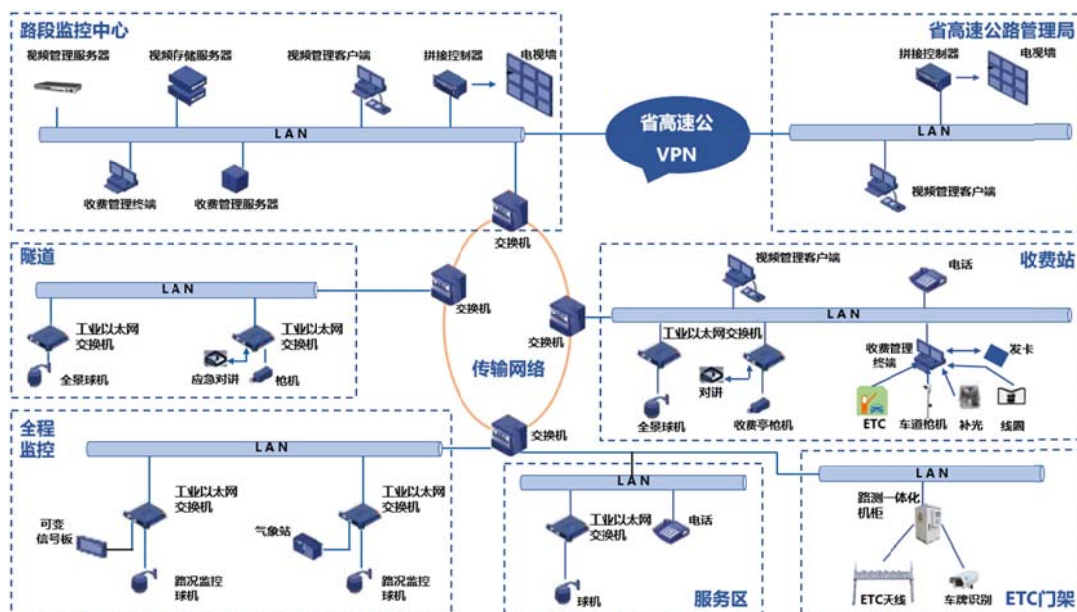 路段监控中心
视频管理服务器
视频存储服务器
视频管理客户端
拼接控制器
电视墙
LAN
收费管理终端
收费管理服务器
省高速公
VPN
省高速公路管理局
拼接控制器
电视墙
LAN
视频管理客户端
交换机
交换机
交换机
交换机
传输网络
隧道
LAN
工业以太网
交换机
工业以太网
交换机
全景球机
应急对讲
枪机
收费站
视频管理客户端
电话
LAN
工业以太网交换机
收费管理
终端
发卡
对讲
全景球机
收费亭枪机
ETC
车道枪机
补光
线圈
全程
监控
LAN
工业以太网
交换机
工业以太网
交换机
可变
信号板
气象站
路况监控
球机
路况监控
球机
LAN
工业以太网
交换机
电话
球机
服务区
LAN
路测一体化
机柜
ETC天线
车牌识别
ETC门架